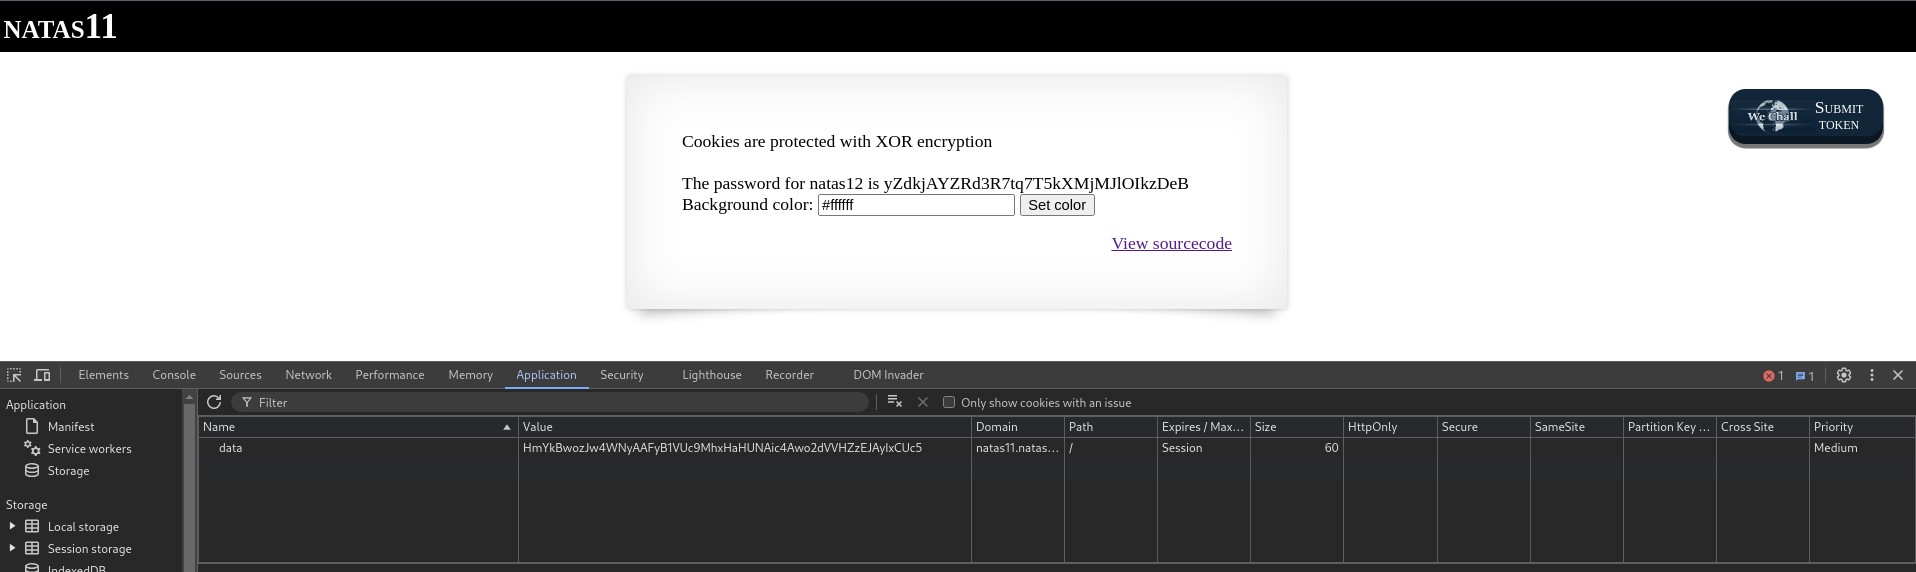 NATAS11
Cookies are protected with XOR encryption
The password for natas12 is yZdkjAYZRd3R7tq7T5kXMjMJlOIkzDeB
Background color: #ffffff Set color
View sourcecode
We Chall
SUBMIT
TOKEN
Elements Console Sources Network Performance Memory Application Security Lighthouse Recorder DOM Invader 1 1
Application
Manifest
Service workers
Storage
Storage
Local storage
Session storage
IndexedDB
Filter Only show cookies with an issue
Name Value Domain Path Expires / Max... Size HttpOnly Secure SameSite Partition Key ... Cross Site Priority
data HmYkBwozJw4WNyAAFyB1VUc9MhxHaHUNAic4Awo2dVVHZzEJAyIxCUc5 natas11.natas... / Session 60 Medium